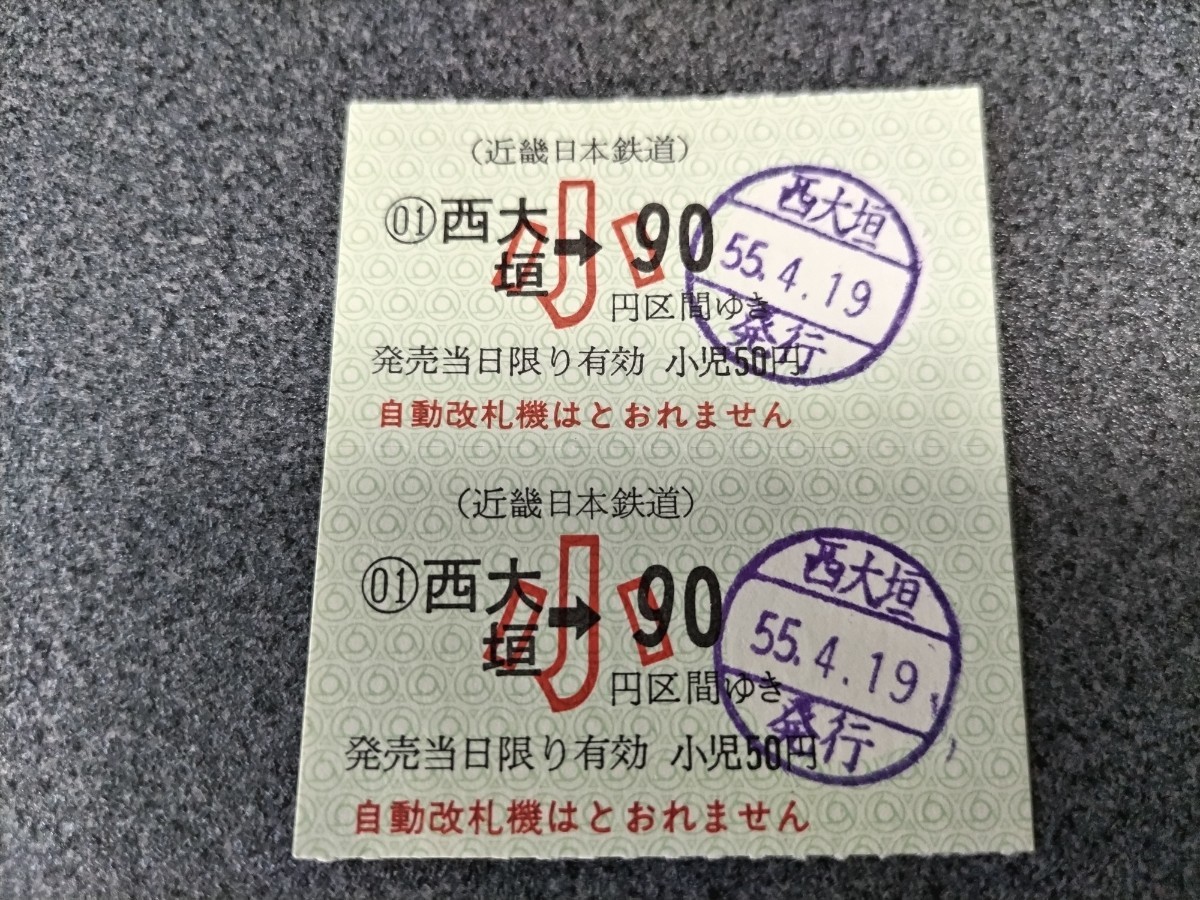 （近畿日本鉄道）
01西大垣➡90
小
円区間ゆき
発売当日限り有効 小児50円
自動改札機はとおれません
西大垣
55.4.19
発行
（近畿日本鉄道）
01西大垣➡90
小
円区間ゆき
発売当日限り有効 小児50円
自動改札機はとおれません
西大垣
55.4.19
発行